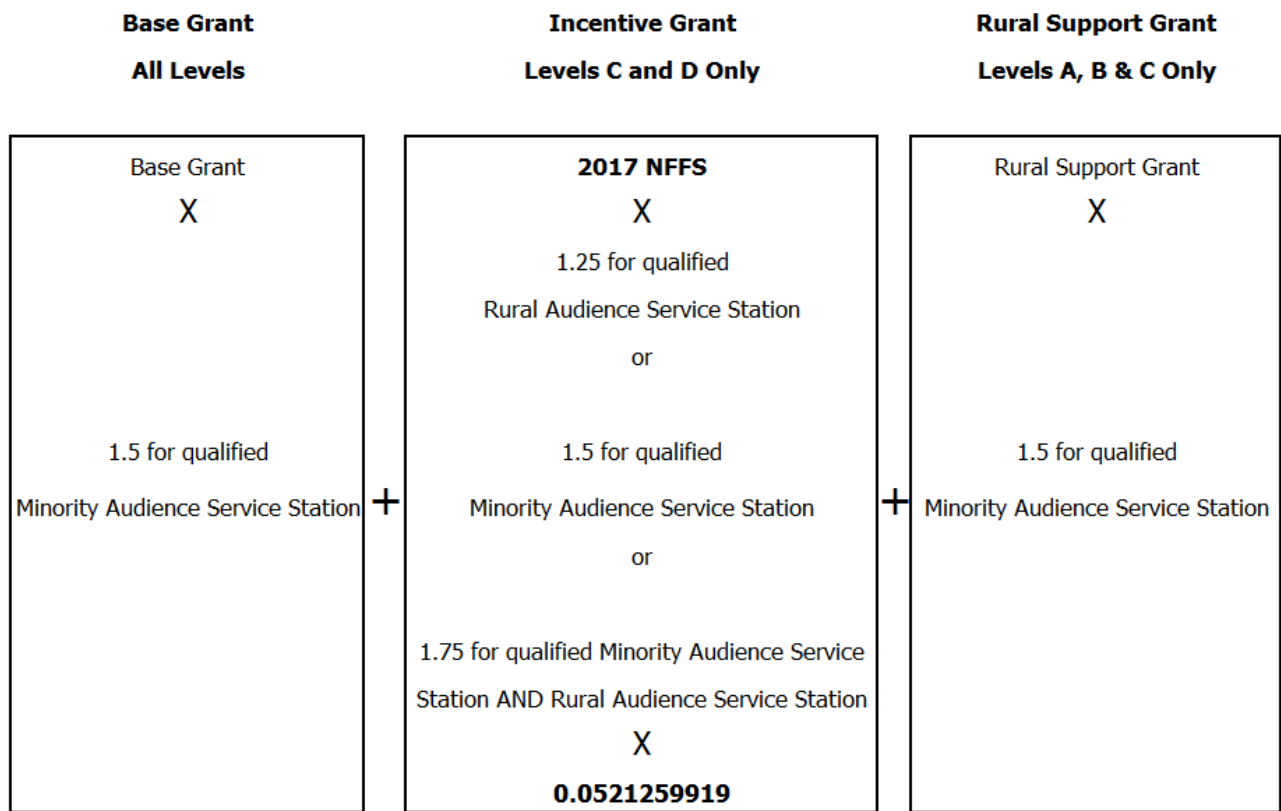 Base Grant
All Levels
Incentive Grant
Levels C and D Only
Rural Support Grant
Levels A, B & C Only
Base Grant
X
1.5 for qualified
Minority Audience Service Station
+
2017 NFFS
X
1.25 for qualified
Rural Audience Service Station
or
1.5 for qualified
Minority Audience Service Station
or
1.75 for qualified Minority Audience Service
Station AND Rural Audience Service Station
X
0.0521259919
+
Rural Support Grant
X
1.5 for qualified
Minority Audience Service Station